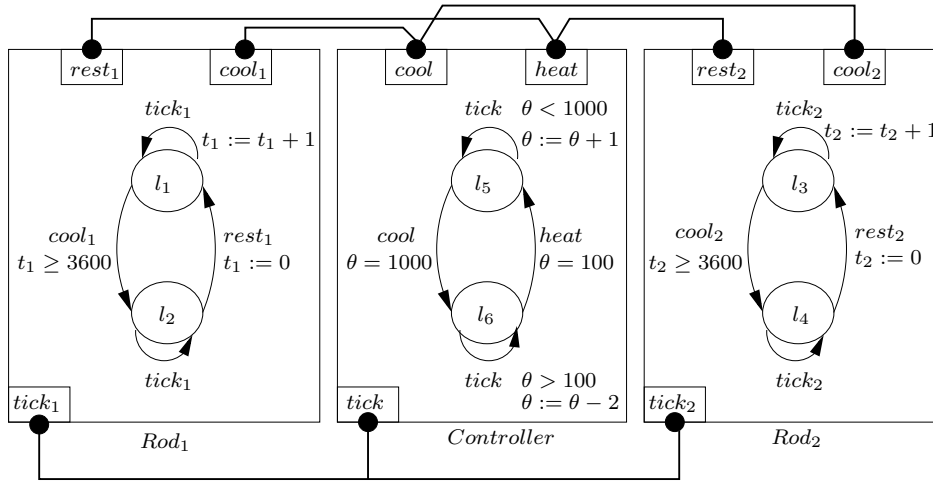 rest₁ cool₁ cool heat rest₂ cool₂
tick₁ tick θ < 1000 tick₂
t₁ := t₁ + 1 θ := θ + 1 t₂ := t₂ + 1
l₁ l₅ l₃
cool₁ rest₁ cool heat cool₂ rest₂
t₁ ≥ 3600 t₁ := 0 θ = 1000 θ = 100 t₂ ≥ 3600 t₂ := 0
l₂ l₆ l₄
tick₁ tick θ > 100 tick₂
θ := θ − 2
tick₁ tick tick₂
Rod₁ Controller Rod₂